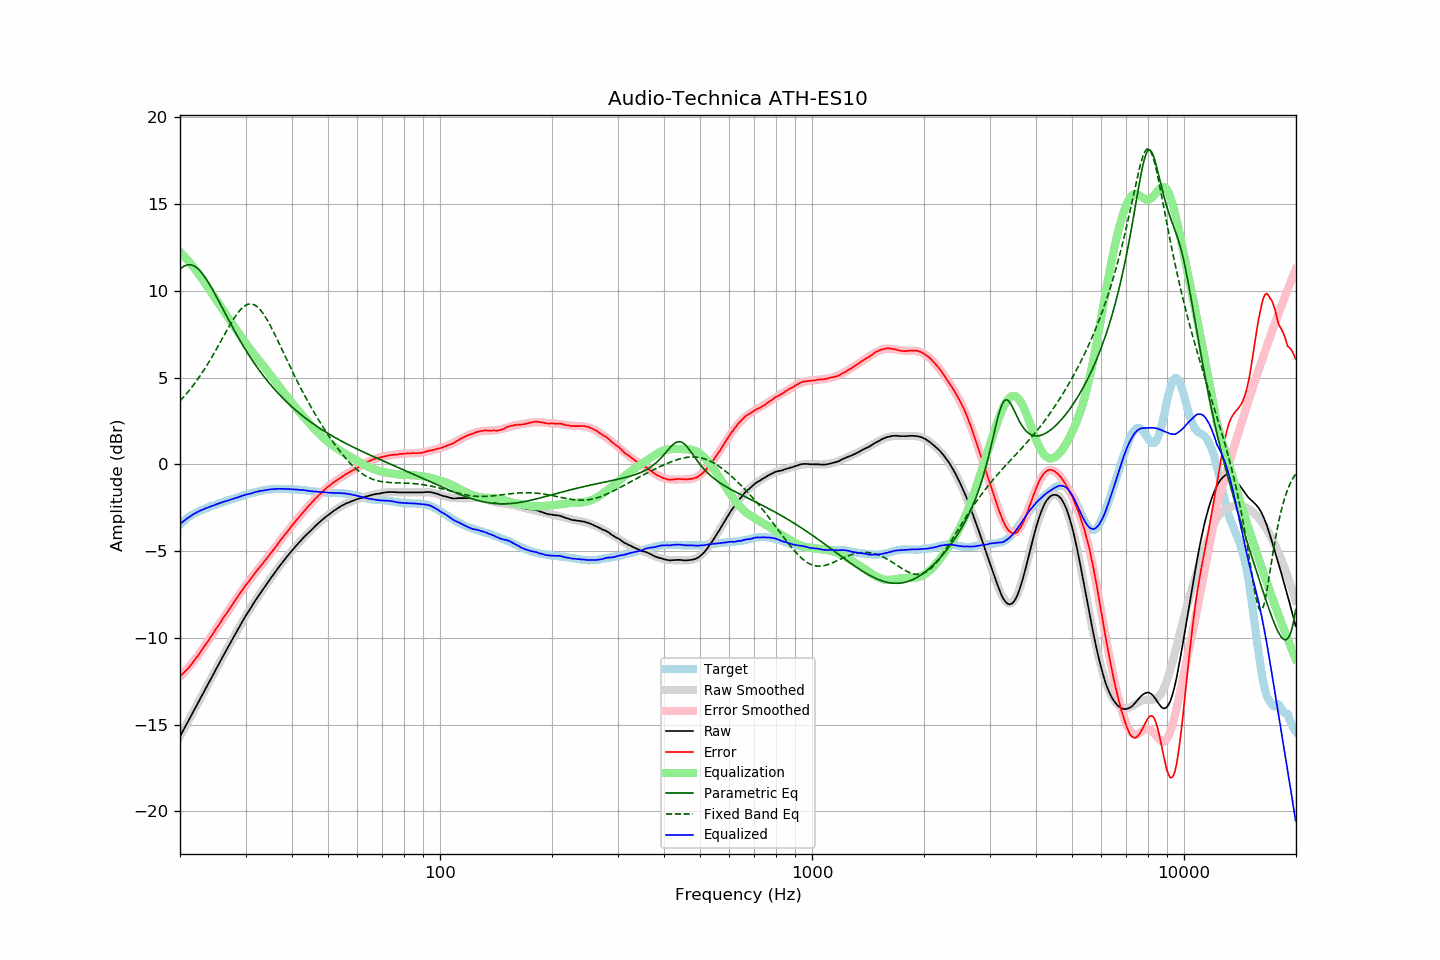 Audio-Technica ATH-ES10
20
15
10
5
0
−5
−10
−15
−20
Amplitude (dBr)
Target
Raw Smoothed
Error Smoothed
Raw
Error
Equalization
Parametric Eq
Fixed Band Eq
Equalized
100
1000
10000
Frequency (Hz)